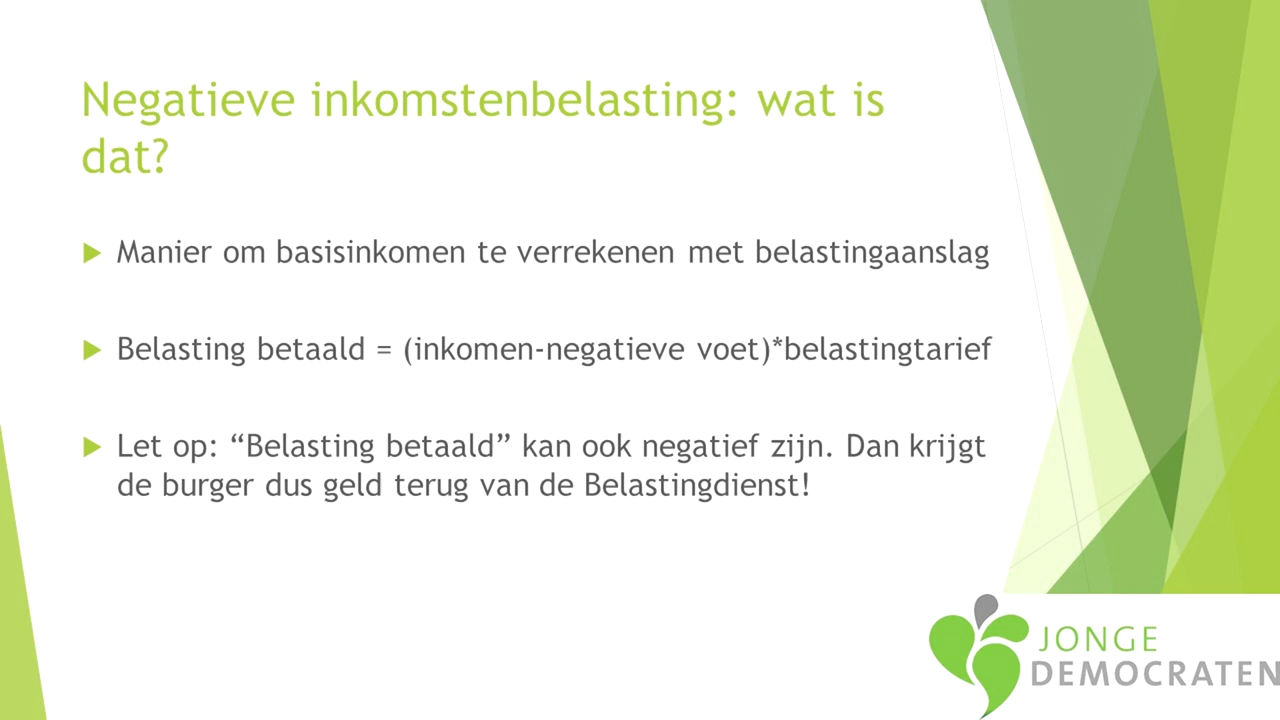 Negatieve inkomstenbelasting: wat is
dat?
Manier om basisinkomen te verrekenen met belastingaanslag
Belasting betaald = (inkomen-negatieve voet)*belastingtarief
Let op: “Belasting betaald” kan ook negatief zijn. Dan krijgt
de burger dus geld terug van de Belastingdienst!
JONGE
DEMOCRATEN